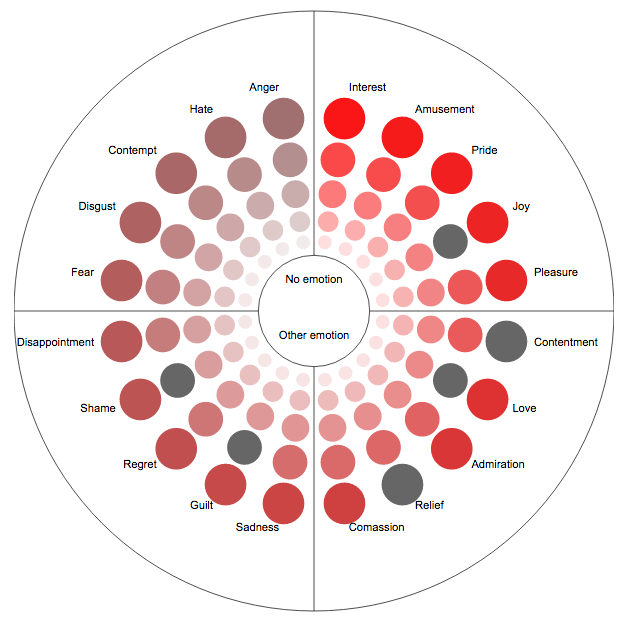 Anger
Interest
Hate
Amusement
Contempt
Pride
Disgust
Joy
Fear
Pleasure
No emotion
Other emotion
Disappointment
Contentment
Shame
Love
Regret
Admiration
Guilt
Relief
Sadness
Comassion